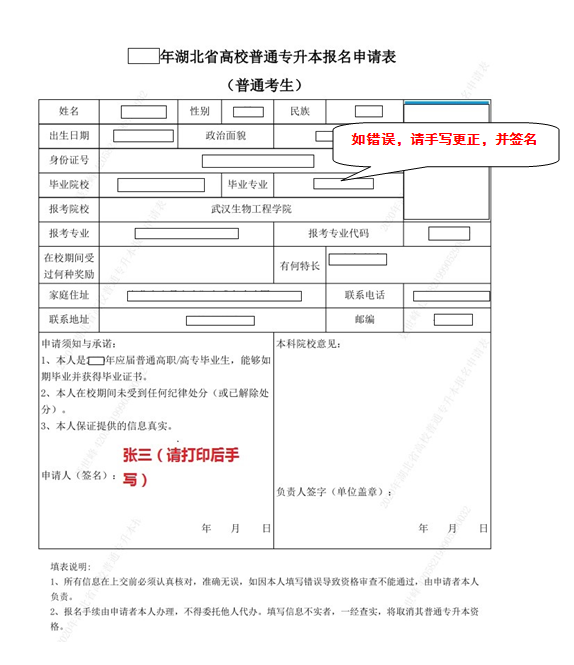 年湖北省高校普通专升本报名申请表
（普通考生）
姓名 性别 民族
出生日期 政治面貌
如错误，请手写更正，并签名
身份证号
毕业院校 毕业专业
报考院校 武汉生物工程学院
报考专业 报考专业代码
在校期间受过何种奖励 有何特长
家庭住址 联系电话
联系地址 邮编
申请须知与承诺：
1、本人是2 年应届普通高职/高专毕业生，能够如
期毕业并获得毕业证书。
2、本人在校期间未受到任何纪律处分（或已解除处
分）。
3、本人保证提供的信息真实。
张三（请打印后手
写）
申请人（签名）：
年 月 日
本科院校意见：
负责人签字（单位盖章）：
年 月 日
填表说明:
1、所有信息在上交前必须认真核对，准确无误，如因本人填写错误导致资格审查不能通过，由申请者本人
负责。
2、报名手续由申请者本人办理，不得委托他人代办。填写信息不实者，一经查实，将取消其普通专升本资
格。